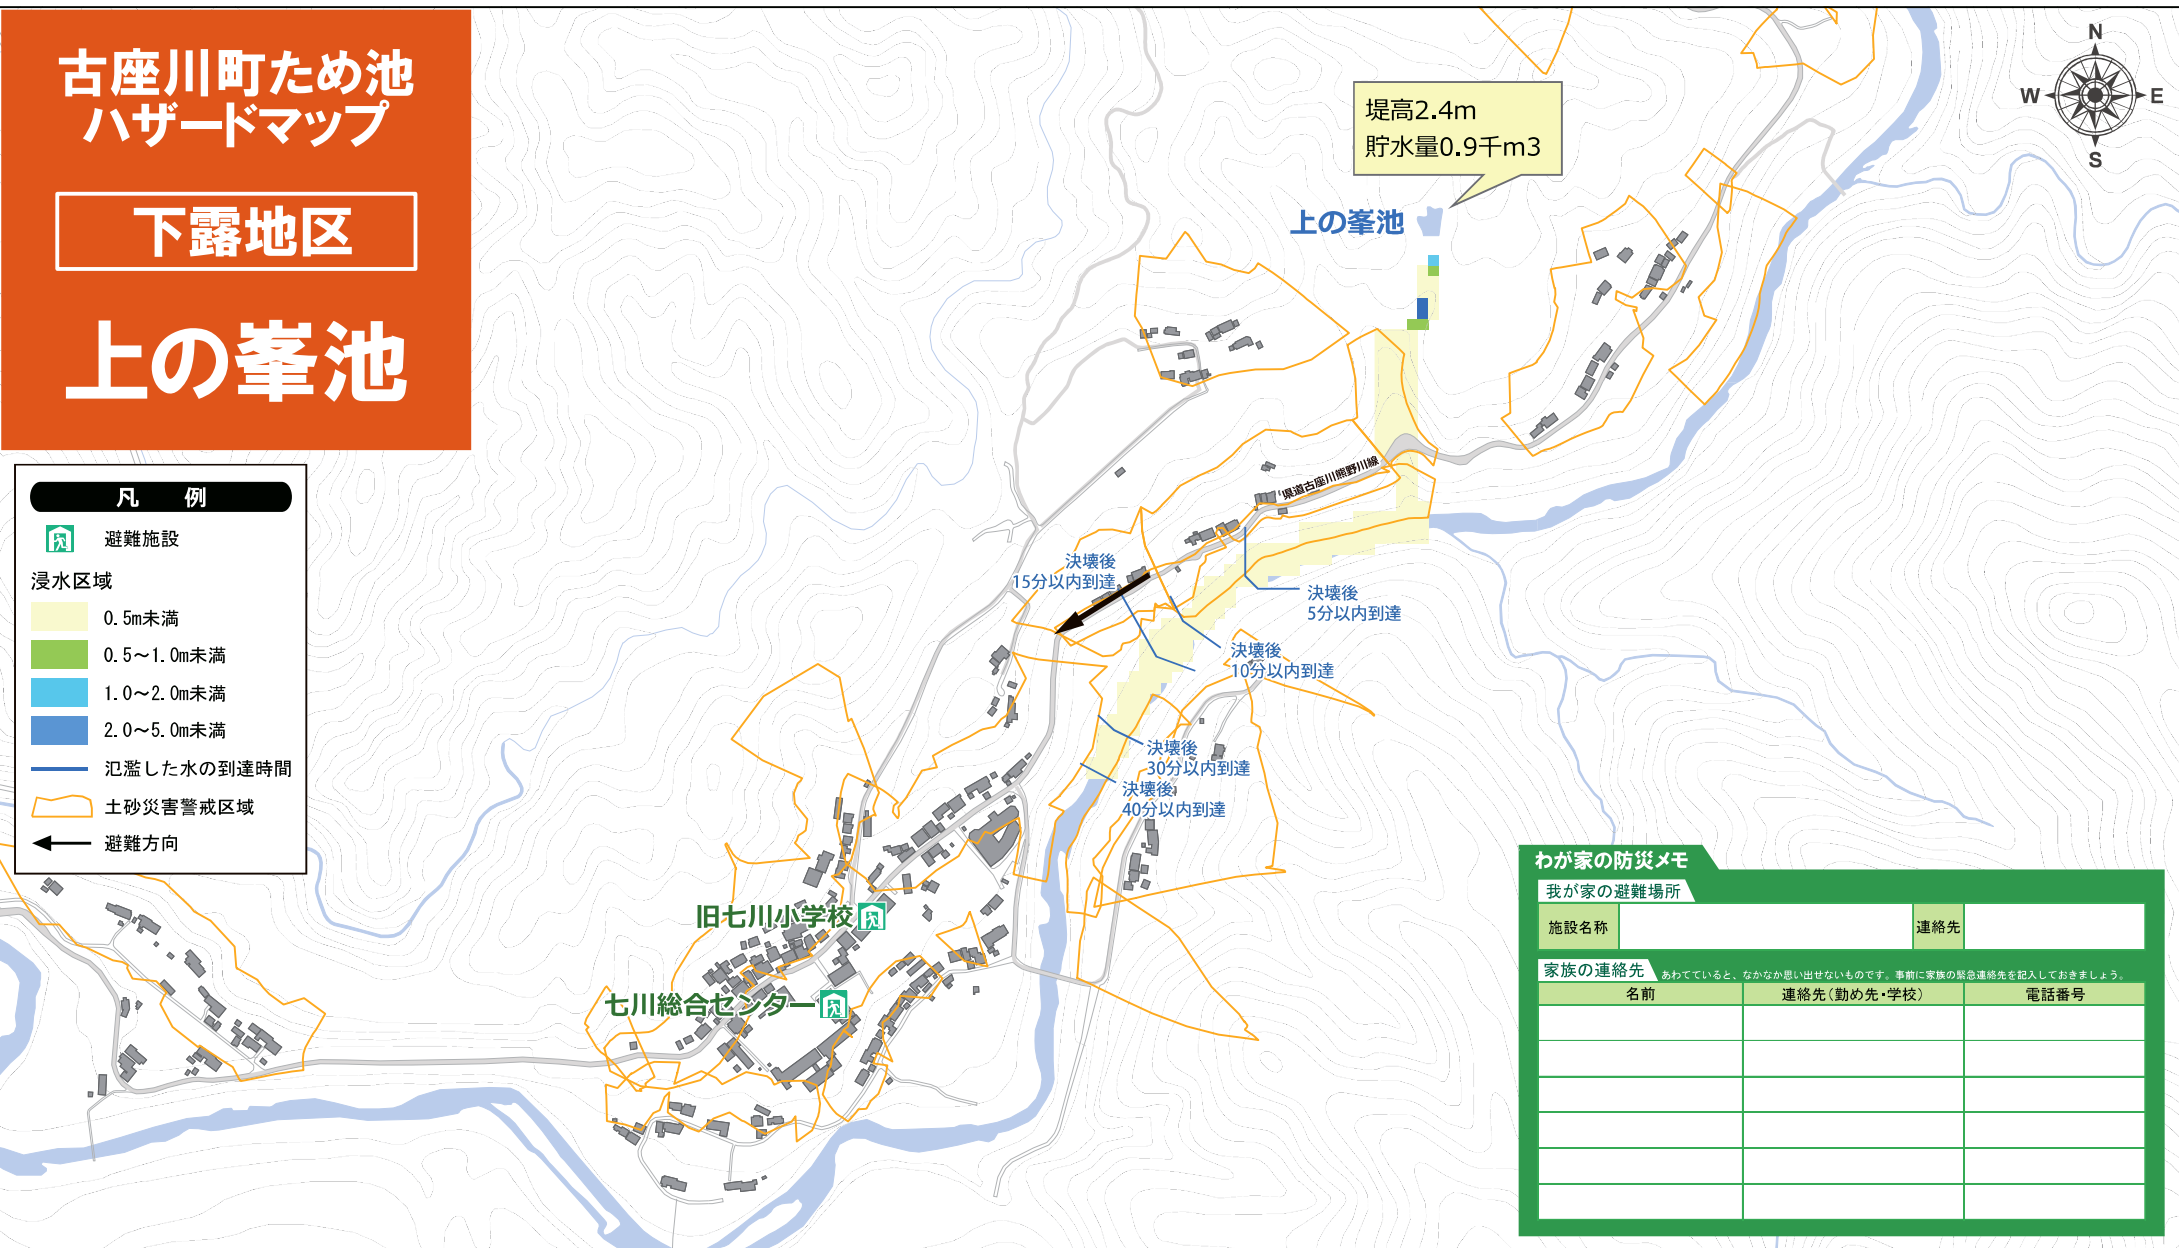 古座川町ため池
ハザードマップ
下露地区
上の峯池
凡 例
避難施設
浸水区域
0.5m未満
0.5～1.0m未満
1.0～2.0m未満
2.0～5.0m未満
氾濫した水の到達時間
土砂災害警戒区域
避難方向
堤高2.4m
貯水量0.9千m3
上の峯池
N
W
E
S
県道古座川熊野川線
決壊後
15分以内到達
決壊後
5分以内到達
決壊後
10分以内到達
決壊後
30分以内到達
決壊後
40分以内到達
旧七川小学校
七川総合センター
わが家の防災メモ
我が家の避難場所
施設名称
連絡先
家族の連絡先
あわてていると、なかなか思い出せないものです。事前に家族の緊急連絡先を記入しておきましょう。
名前
連絡先(勤め先・学校)
電話番号